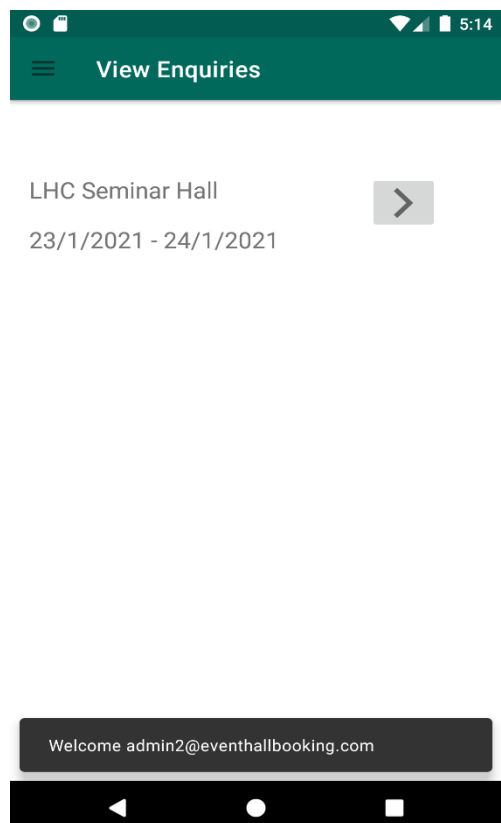 5:14
View Enquiries
LHC Seminar Hall
23/1/2021 - 24/1/2021
Welcome admin2@eventhallbooking.com